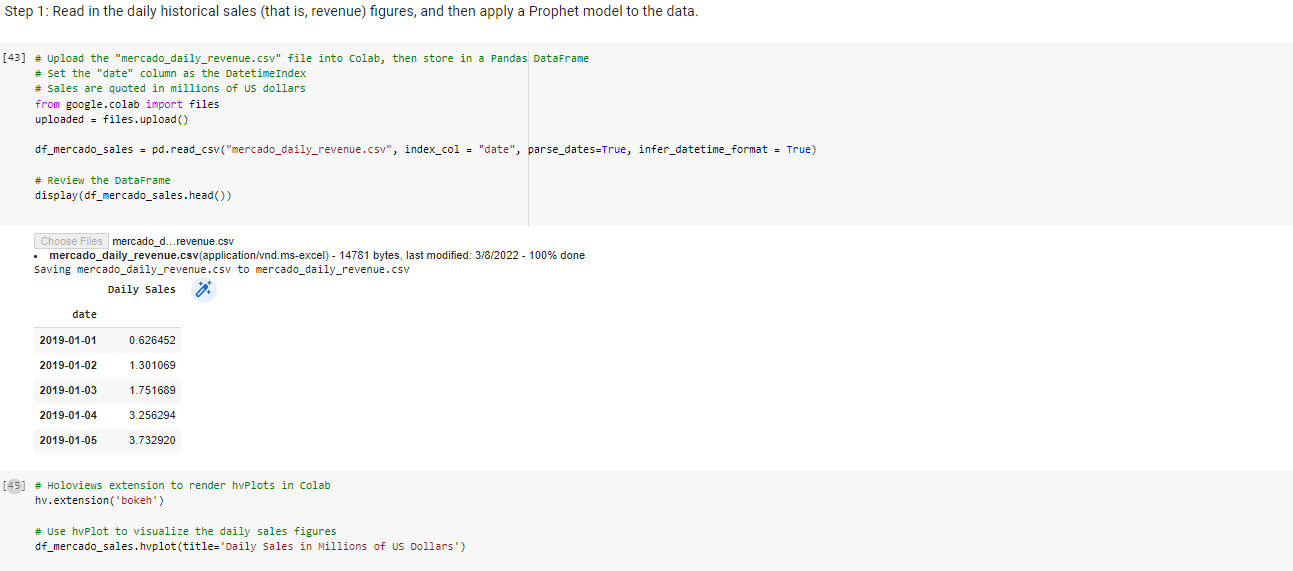 Step 1: Read in the daily historical sales (that is, revenue) figures, and then apply a Prophet model to the data.
[43] # Upload the "mercado_daily_revenue.csv" file into Colab, then store in a Pandas DataFrame
# Set the "date" column as the DatetimeIndex
# Sales are quoted in millions of US dollars
from google.colab import files
uploaded = files.upload()
df_mercado_sales = pd.read_csv("mercado_daily_revenue.csv", index_col = "date", parse_dates=True, infer_datetime_format = True)
# Review the DataFrame
display(df_mercado_sales.head())
Choose Files mercado_d...revenue.csv
• mercado_daily_revenue.csv(application/vnd.ms-excel) - 14781 bytes, last modified: 3/8/2022 - 100% done
Saving mercado_daily_revenue.csv to mercado_daily_revenue.csv
Daily Sales
date
2019-01-01 0.626452
2019-01-02 1.301069
2019-01-03 1.751689
2019-01-04 3.256294
2019-01-05 3.732920
[45] # Holoviews extension to render hvPlots in Colab
hv.extension('bokeh')
# Use hvPlot to visualize the daily sales figures
df_mercado_sales.hvplot(title='Daily Sales in Millions of US Dollars')